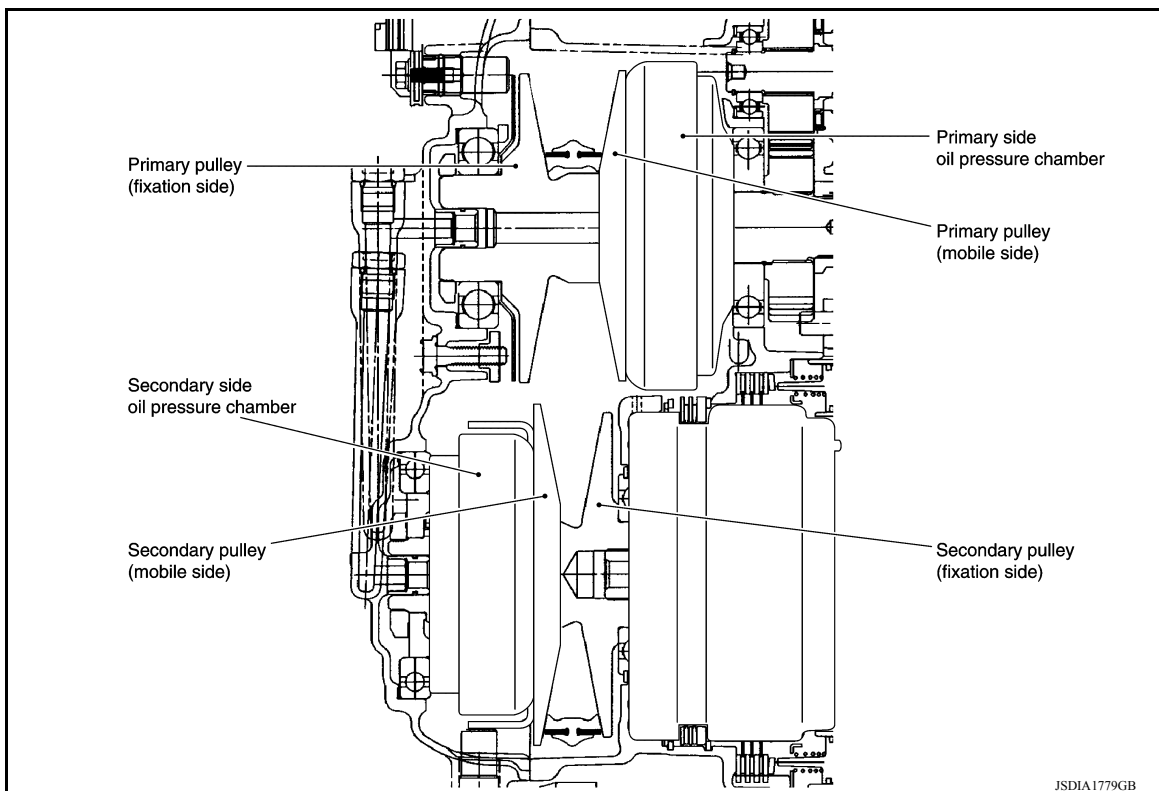 Primary pulley
(fixation side)
Primary side
oil pressure chamber
Primary pulley
(mobile side)
Secondary side
oil pressure chamber
Secondary pulley
(mobile side)
Secondary pulley
(fixation side)
JSDIA1779GB